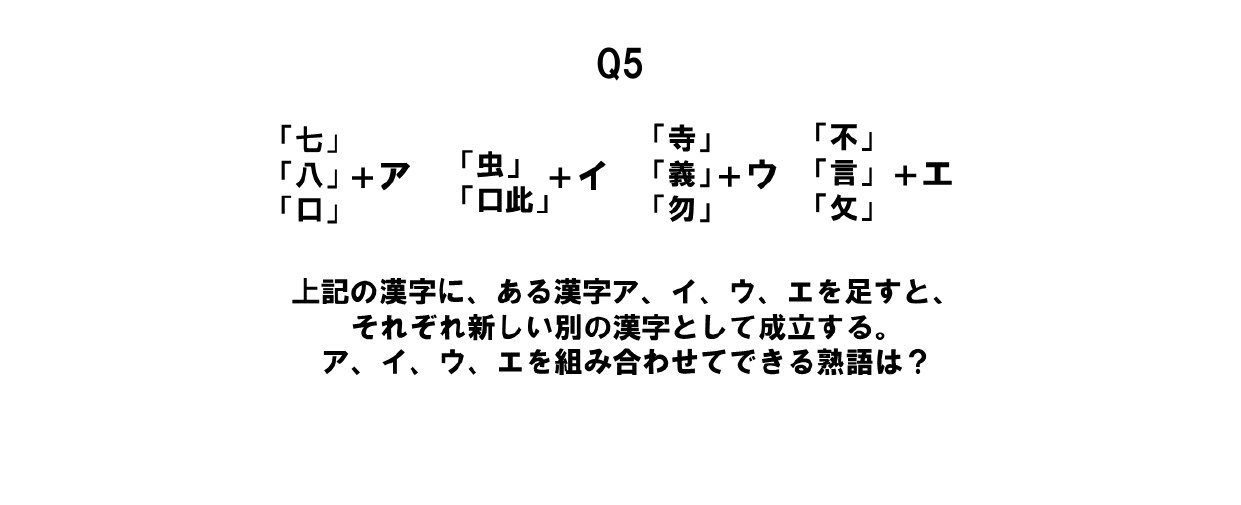 Q5
「七」
「八」+ア
「口」
「虫」
「口此」+イ
「寺」
「義」+ウ
「勿」
「不」
「言」+エ
「攵」
上記の漢字に、ある漢字ア、イ、ウ、エを足すと、
それぞれ新しい別の漢字として成立する。
ア、イ、ウ、エを組み合わせてできる熟語は？